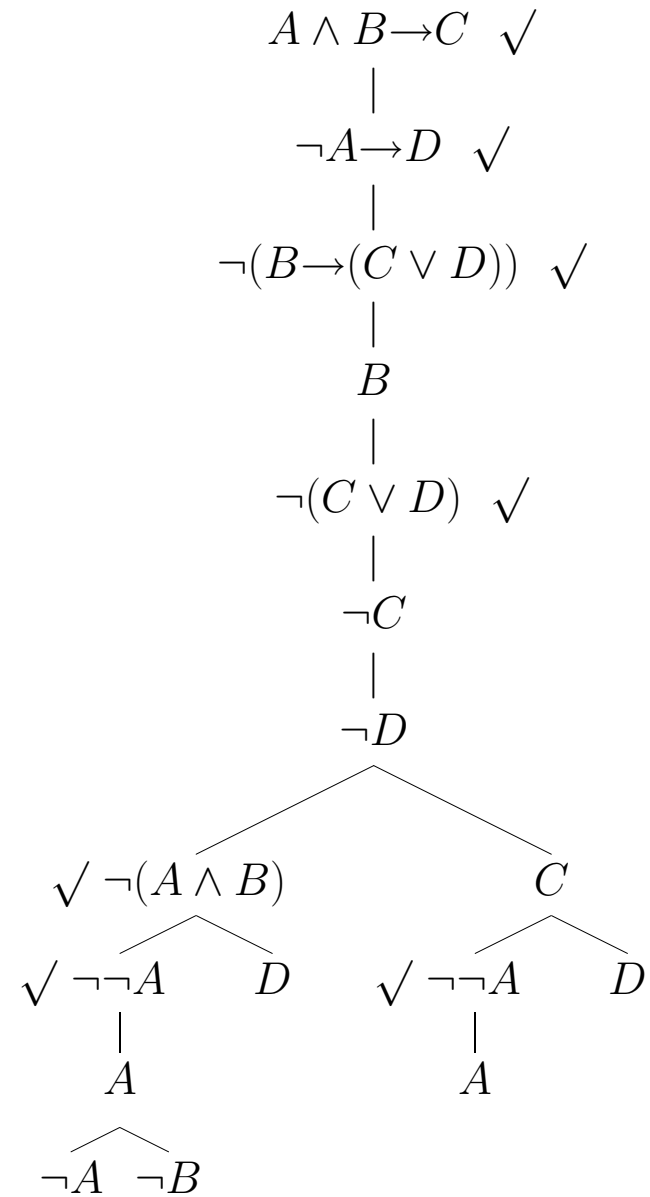 A ∧ B→C √
¬A→D √
¬(B→(C ∨ D)) √
B
¬(C ∨ D) √
¬C
¬D
√ ¬(A ∧ B) C
√ ¬¬A D √ ¬¬A D
A A
¬A ¬B